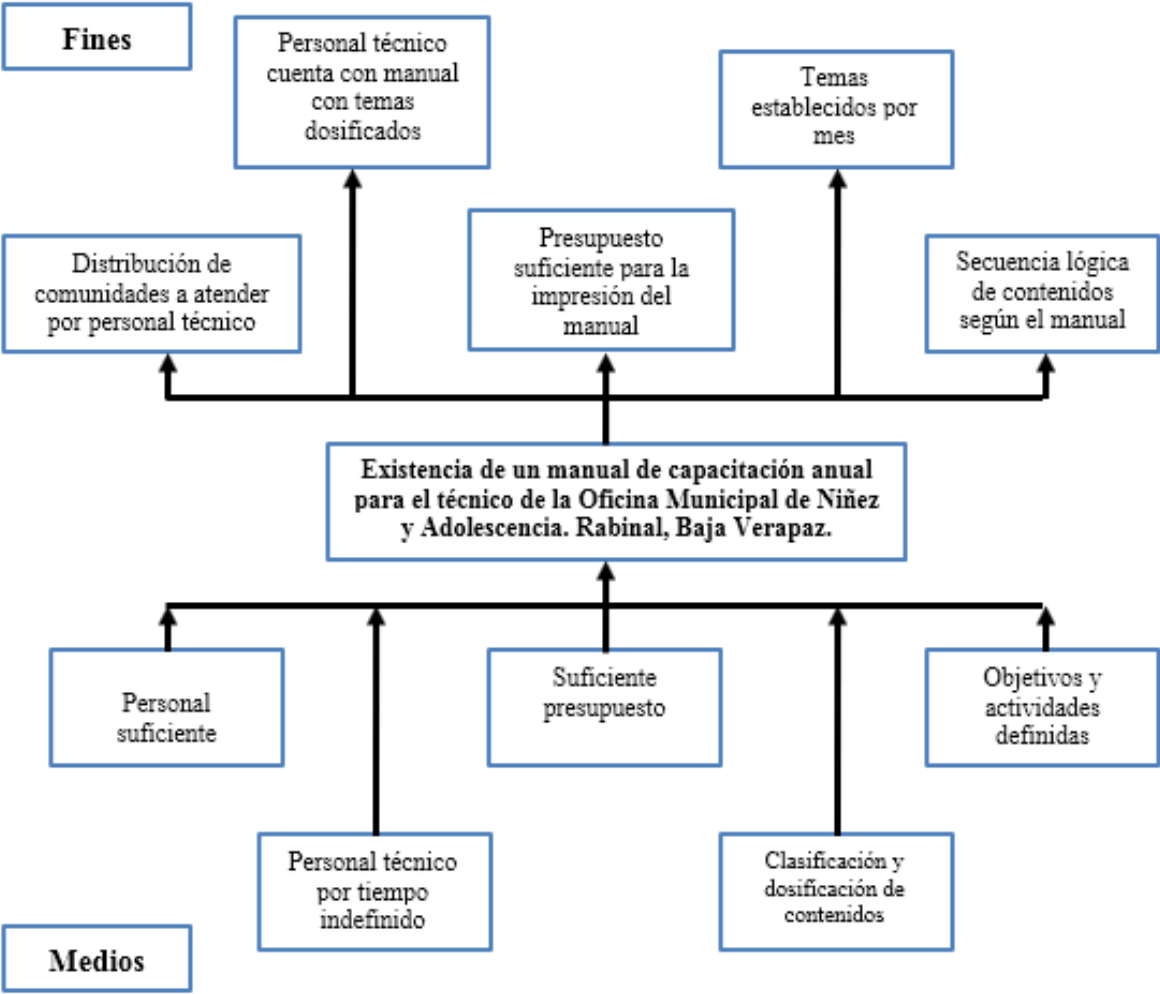 Fines
Personal técnico
cuenta con manual
con temas
dosificados
Temas
establecidos por
mes
Distribución de
comunidades a atender
por personal técnico
Presupuesto
suficiente para la
impresión del
manual
Secuencia lógica
de contenidos
según el manual
Existencia de un manual de capacitación anual
para el técnico de la Oficina Municipal de Niñez
y Adolescencia. Rabinal, Baja Verapaz.
Personal
suficiente
Suficiente
presupuesto
Objetivos y
actividades
definidas
Personal técnico
por tiempo
indefinido
Clasificación y
dosificación de
contenidos
Medios